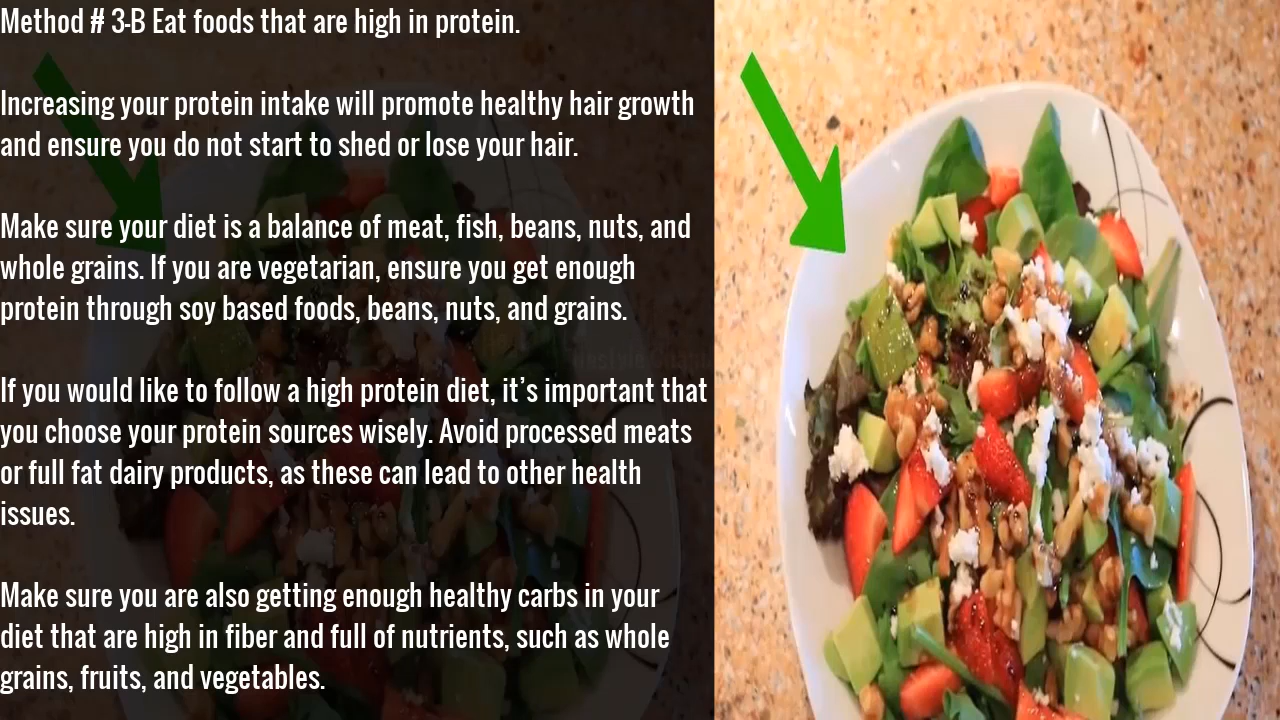 Method # 3-B Eat foods that are high in protein.
Increasing your protein intake will promote healthy hair growth
and ensure you do not start to shed or lose your hair.
Make sure your diet is a balance of meat, fish, beans, nuts, and
whole grains. If you are vegetarian, ensure you get enough
protein through soy based foods, beans, nuts, and grains.
If you would like to follow a high protein diet, it’s important that
you choose your protein sources wisely. Avoid processed meats
or full fat dairy products, as these can lead to other health
issues.
Make sure you are also getting enough healthy carbs in your
diet that are high in fiber and full of nutrients, such as whole
grains, fruits, and vegetables.